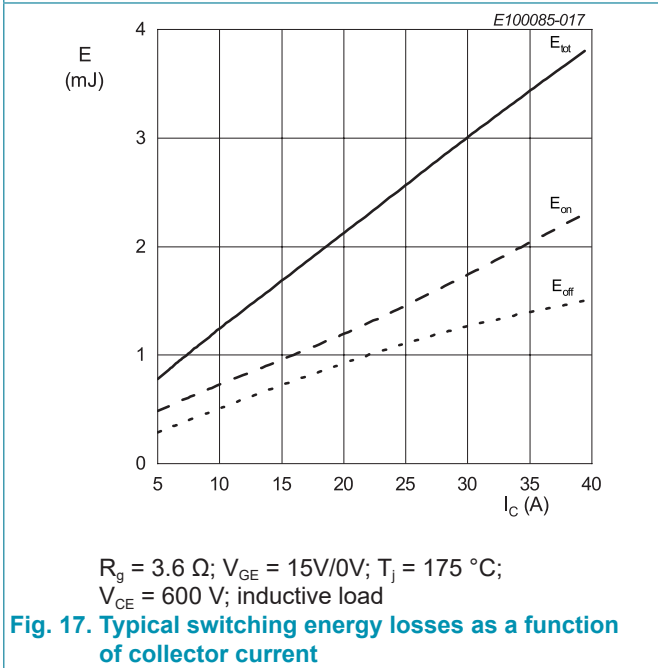 E100085-017
E
(mJ)
4
3
2
1
0
E_tot
E_on
E_off
5 10 15 20 25 30 35 40
I_C (A)
R_g = 3.6 Ω; V_GE = 15V/0V; T_j = 175 °C;
V_CE = 600 V; inductive load
Fig. 17. Typical switching energy losses as a function
of collector current